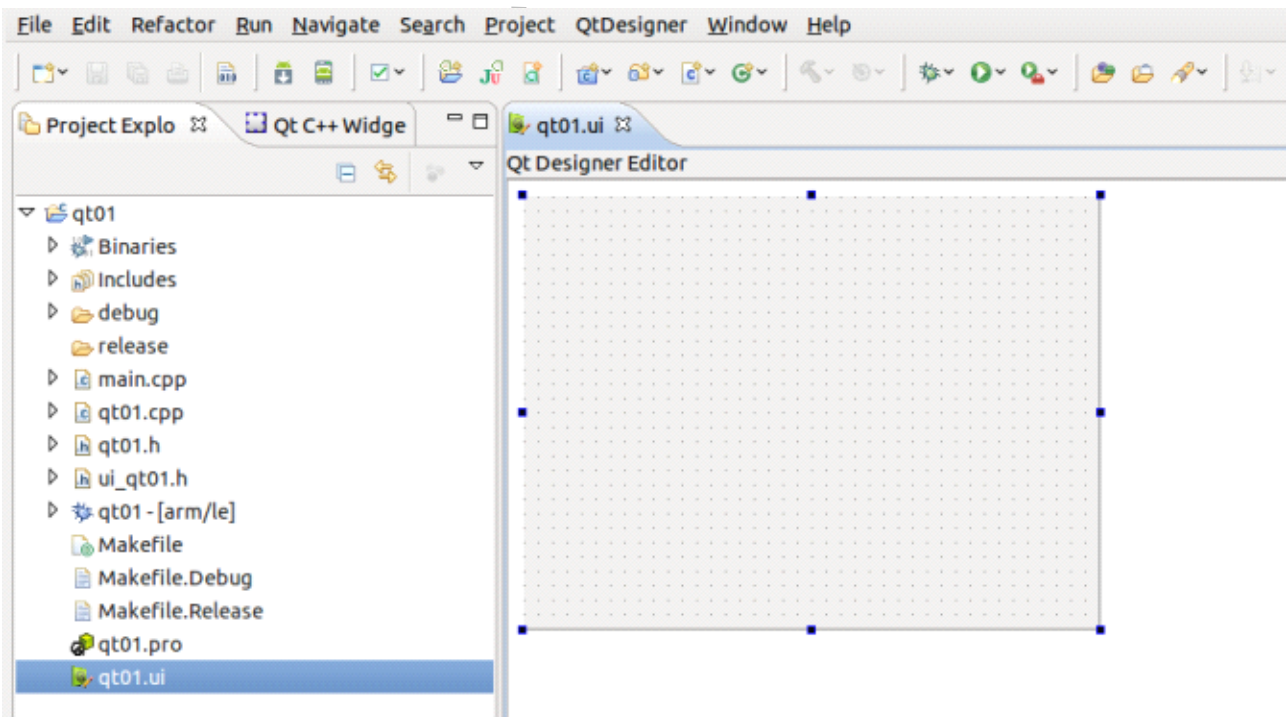 File Edit Refactor Run Navigate Search Project QtDesigner Window Help
Project Explo Qt C++ Widge
qt01.ui
Qt Designer Editor
qt01
Binaries
Includes
debug
release
main.cpp
qt01.cpp
qt01.h
ui_qt01.h
qt01 - [arm/le]
Makefile
Makefile.Debug
Makefile.Release
qt01.pro
qt01.ui